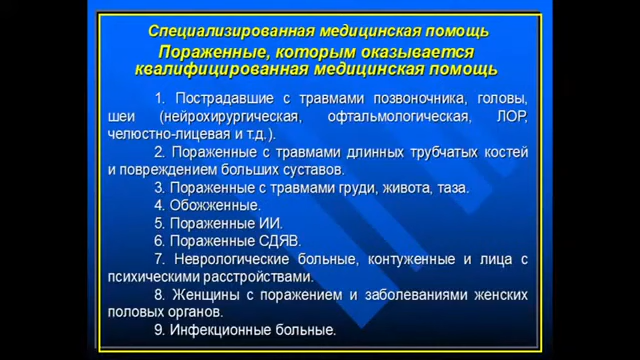 Специализированная медицинская помощь
Пораженные, которым оказывается
квалифицированная медицинская помощь
1. Пострадавшие с травмами позвоночника, головы,
шеи (нейрохирургическая, офтальмологическая, ЛОР,
челюстно-лицевая и т.д.).
2. Пораженные с травмами длинных трубчатых костей
и повреждением больших суставов.
3. Пораженные с травмами груди, живота, таза.
4. Обожженные.
5. Пораженные ИИ.
6. Пораженные СДЯВ.
7. Неврологические больные, контуженные и лица с
психическими расстройствами.
8. Женщины с поражением и заболеваниями женских
половых органов.
9. Инфекционные больные.